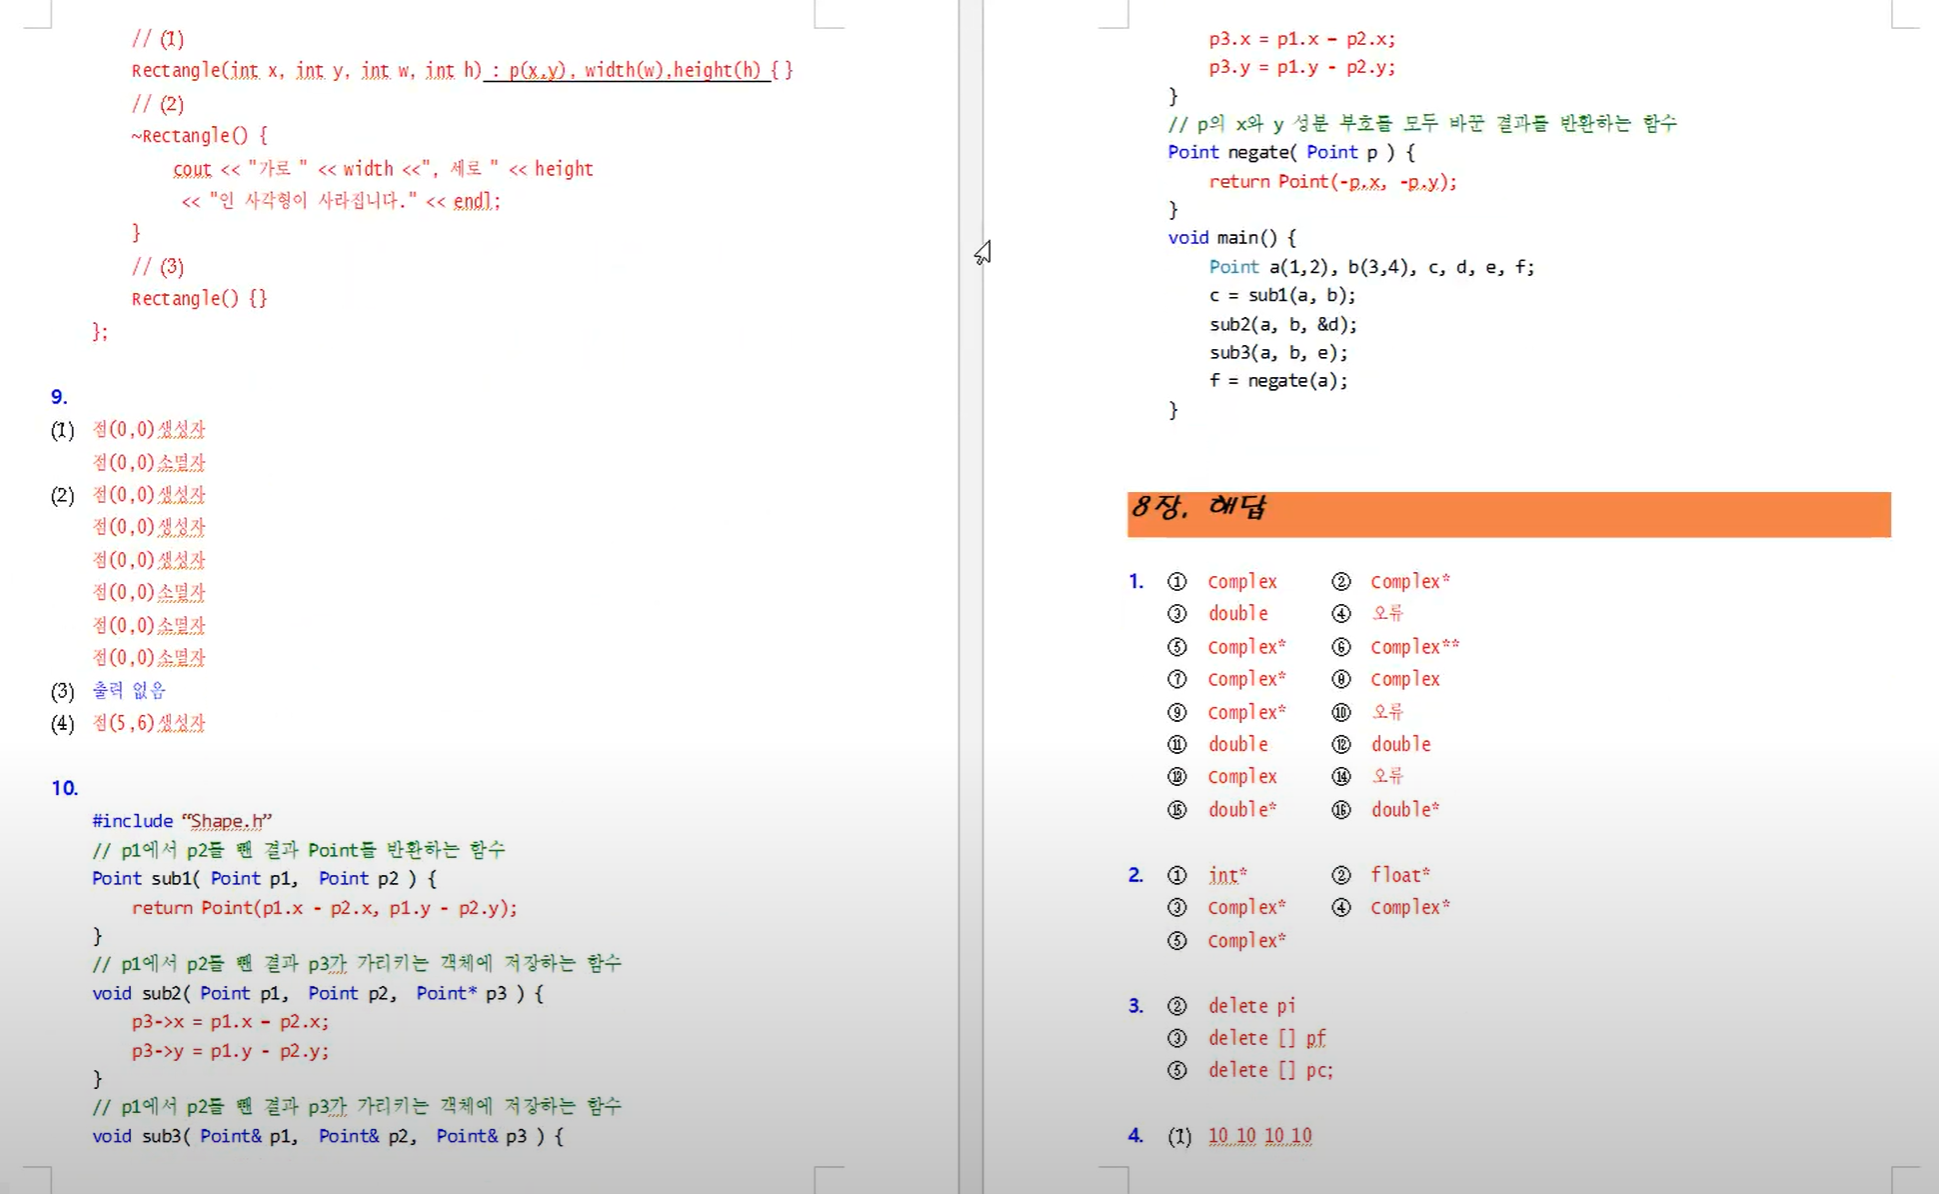 // (1)
Rectangle(int x, int y, int w, int h) : p(x,y), width(w),height(h) {}
// (2)
~Rectangle() {
cout << "가로 " << width <<", 세로 " << height
<< "인 사각형이 사라집니다." << endl;
}
// (3)
Rectangle() {}
};
9.
(1) 점(0,0)생성자
점(0,0)소멸자
(2) 점(0,0)생성자
점(0,0)생성자
점(0,0)생성자
점(0,0)소멸자
점(0,0)소멸자
점(0,0)소멸자
(3) 출력 없음
(4) 점(5,6)생성자
10.
#include “Shape.h”
// p1에서 p2를 뺀 결과 Point를 반환하는 함수
Point sub1( Point p1, Point p2 ) {
return Point(p1.x - p2.x, p1.y - p2.y);
}
// p1에서 p2를 뺀 결과 p3가 가리키는 객체에 저장하는 함수
void sub2( Point p1, Point p2, Point* p3 ) {
p3->x = p1.x – p2.x;
p3->y = p1.y - p2.y;
}
// p1에서 p2를 뺀 결과 p3가 가리키는 객체에 저장하는 함수
void sub3( Point& p1, Point& p2, Point& p3 ) {
p3.x = p1.x – p2.x;
p3.y = p1.y - p2.y;
}
// p의 x와 y 성분 부호를 모두 바꾼 결과를 반환하는 함수
Point negate( Point p ) {
return Point(-p.x, -p.y);
}
void main() {
Point a(1,2), b(3,4), c, d, e, f;
c = sub1(a, b);
sub2(a, b, &d);
sub3(a, b, e);
f = negate(a);
}
8장. 해답
1. ① Complex ② Complex*
③ double ④ 오류
⑤ Complex* ⑥ Complex**
⑦ Complex* ⑧ Complex
⑨ Complex* ⑩ 오류
⑪ double ⑫ double
⑬ Complex ⑭ 오류
⑮ double* ⑯ double*
2. ① int* ② float*
③ Complex* ④ Complex*
⑤ Complex*
3. ② delete pi
③ delete [] pf
⑤ delete [] pc;
4. (1) 10 10 10 10